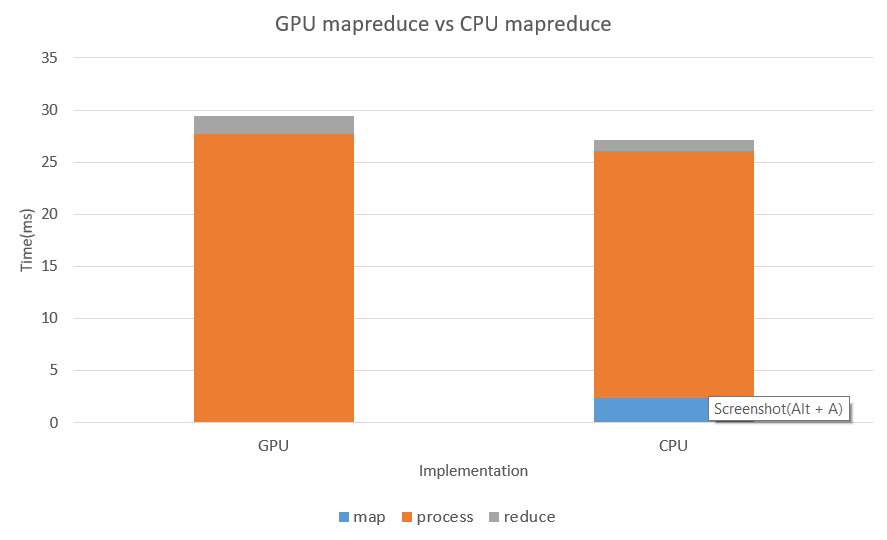 GPU mapreduce vs CPU mapreduce
35
30
25
20
15
10
5
0
Time(ms)
Screenshot(Alt + A)
GPU CPU
Implementation
map process reduce